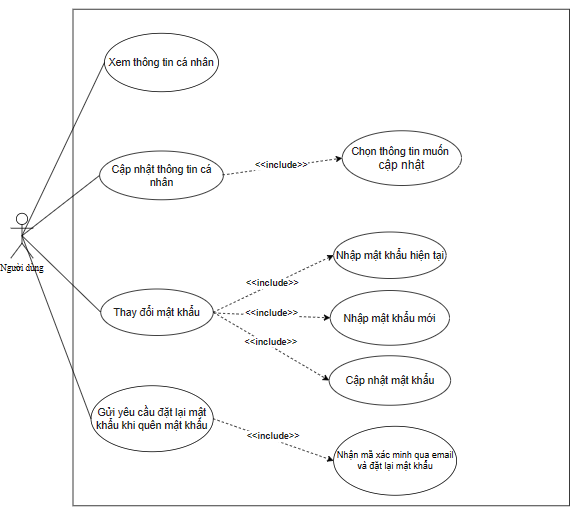 Xem thông tin cá nhân
Cập nhật thông tin cá
nhân
<<include>>
Chọn thông tin muốn
cập nhật
Người dùng
Thay đổi mật khẩu
<<include>>
<<include>>
<<include>>
Nhập mật khẩu hiện tại
Nhập mật khẩu mới
Cập nhật mật khẩu
Gửi yêu cầu đặt lại mật
khẩu khi quên mật khẩu
<<include>>
Nhận mã xác minh qua email
và đặt lại mật khẩu